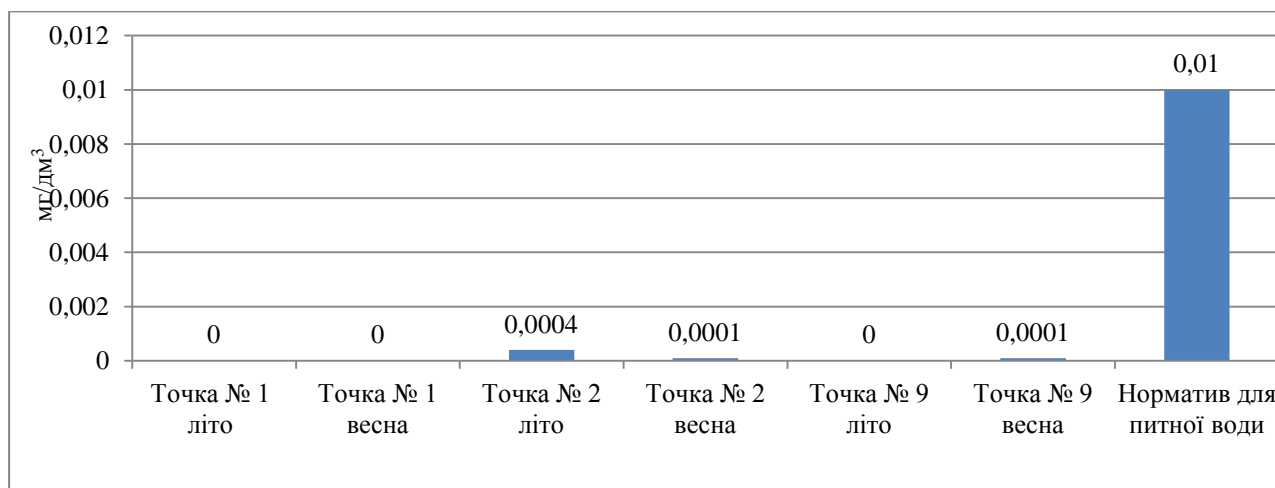 0,012
0,01
0,008
0,006
0,004
0,002
0
мг/дм³
0
0
0,0004
0,0001
0
0,0001
0,01
Точка № 1
літо
Точка № 1
весна
Точка № 2
літо
Точка № 2
весна
Точка № 9
літо
Точка № 9
весна
Норматив для
питної води